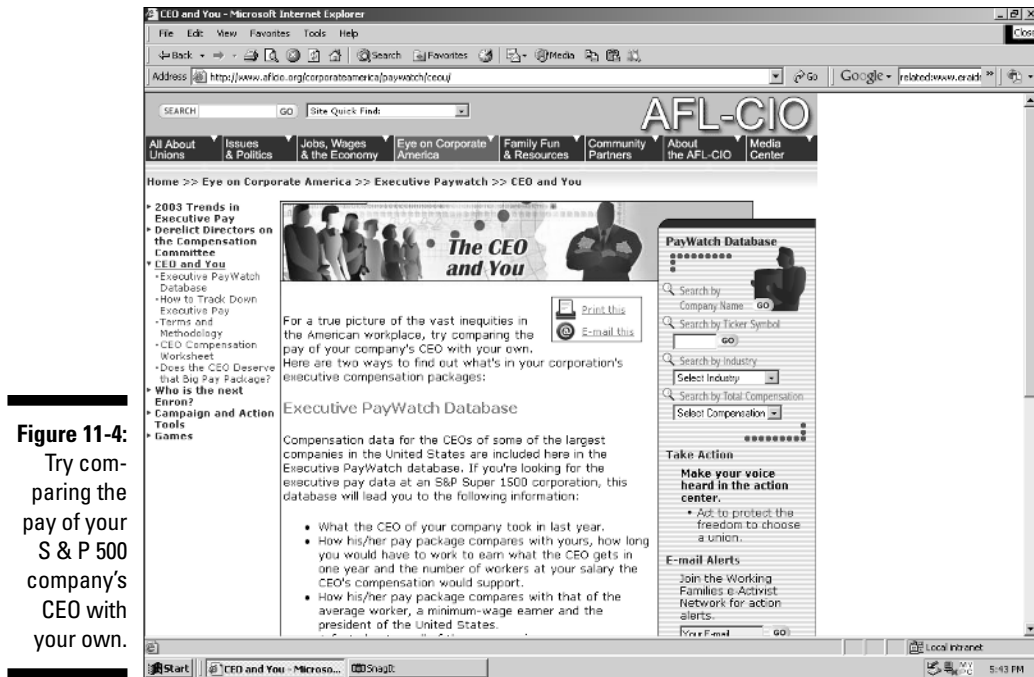 CEO and You - Microsoft Internet Explorer
File Edit View Favorites Tools Help
Close
Back Search Favorites Media
Address http://www.aflcio.org/corporateamerica/paywatch/ceou/ Go Google related:www.eraid
SEARCH GO Site Quick Find:
AFL-CIO
All About Unions
Issues & Politics
Jobs, Wages & the Economy
Eye on Corporate America
Family Fun & Resources
Community Partners
About the AFL-CIO
Media Center
Home >> Eye on Corporate America >> Executive Paywatch >> CEO and You
2003 Trends in
Executive Pay
Derelict Directors on
the Compensation
Committee
CEO and You
-Executive PayWatch
Database
-How to Track Down
Executive Pay
-Terms and
Methodology
-CEO Compensation
Worksheet
-Does the CEO Deserve
that Big Pay Package?
Who is the next
Enron?
Campaign and Action
Tools
Games
The CEO
and You
Print this
E-mail this
For a true picture of the vast inequities in
the American workplace, try comparing the
pay of your company's CEO with your own.
Here are two ways to find out what's in your corporation's
executive compensation packages:
Executive PayWatch Database
Compensation data for the CEOs of some of the largest
companies in the United States are included here in the
Executive PayWatch database. If you're looking for the
executive pay data at an S&P Super 1500 corporation, this
database will lead you to the following information:
• What the CEO of your company took in last year.
• How his/her pay package compares with yours, how long
you would have to work to earn what the CEO gets in
one year and the number of workers at your salary the
CEO's compensation would support.
• How his/her pay package compares with that of the
average worker, a minimum-wage earner and the
president of the United States.
PayWatch Database
Search by
Company Name GO
Search by Ticker Symbol
GO
Search by Industry
Select Industry
Search by Total Compensation
Select Compensation
Take Action
Make your voice
heard in the action
center.
• Act to protect the
freedom to choose
a union.
E-mail Alerts
Join the Working
Families e-Activist
Network for action
alerts.
Your E-mail GO
Local intranet
Start CEO and You - Microso... SnagIt MY PC 5:43 PM
Figure 11-4:
Try com-
paring the
pay of your
S & P 500
company's
CEO with
your own.